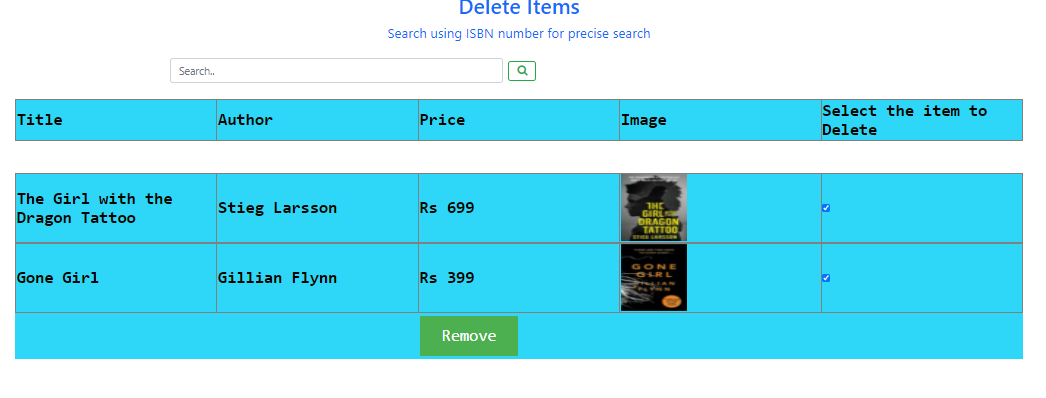 Delete Items
Search using ISBN number for precise search
Search..
Title Author Price Image Select the item to
Delete
The Girl with the
Dragon Tattoo
Stieg Larsson
Rs 699
THE
GIRL
DRAGON
TATTOO
STIEG LARSSON
Gone Girl
Gillian Flynn
Rs 399
GONE
GIRL
GILLIAN
FLYNN
Remove